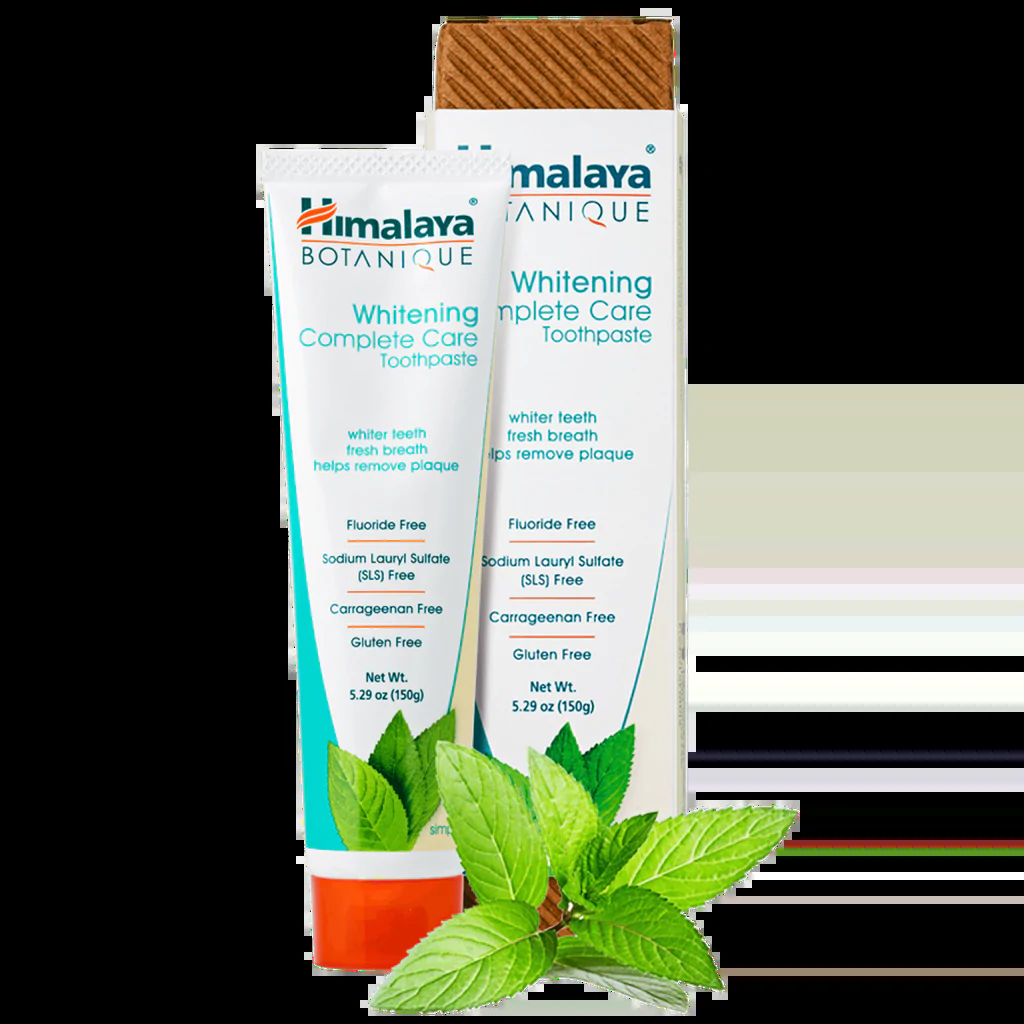 Himalaya®
BOTANIQUE
Whitening
Complete Care
Toothpaste
whiter teeth
fresh breath
helps remove plaque
Fluoride Free
Sodium Lauryl Sulfate
(SLS) Free
Carrageenan Free
Gluten Free
Net Wt.
5.29 oz (150g)
malaya®
TANIQUE
Whitening
mplete Care
Toothpaste
whiter teeth
fresh breath
elps remove plaque
Fluoride Free
Sodium Lauryl Sulfate
(SLS) Free
Carrageenan Free
Gluten Free
Net Wt.
5.29 oz (150g)